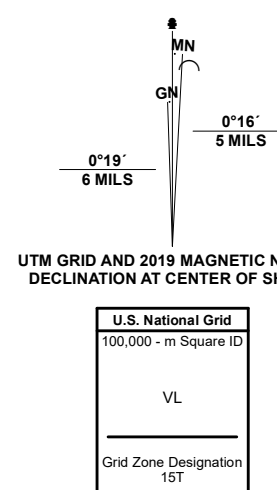 MN
GN
0°16´
5 MILS
0°19´
6 MILS
UTM GRID AND 2019 MAGNETIC N
DECLINATION AT CENTER OF SH
U.S. National Grid
100,000 - m Square ID
VL
Grid Zone Designation
15T